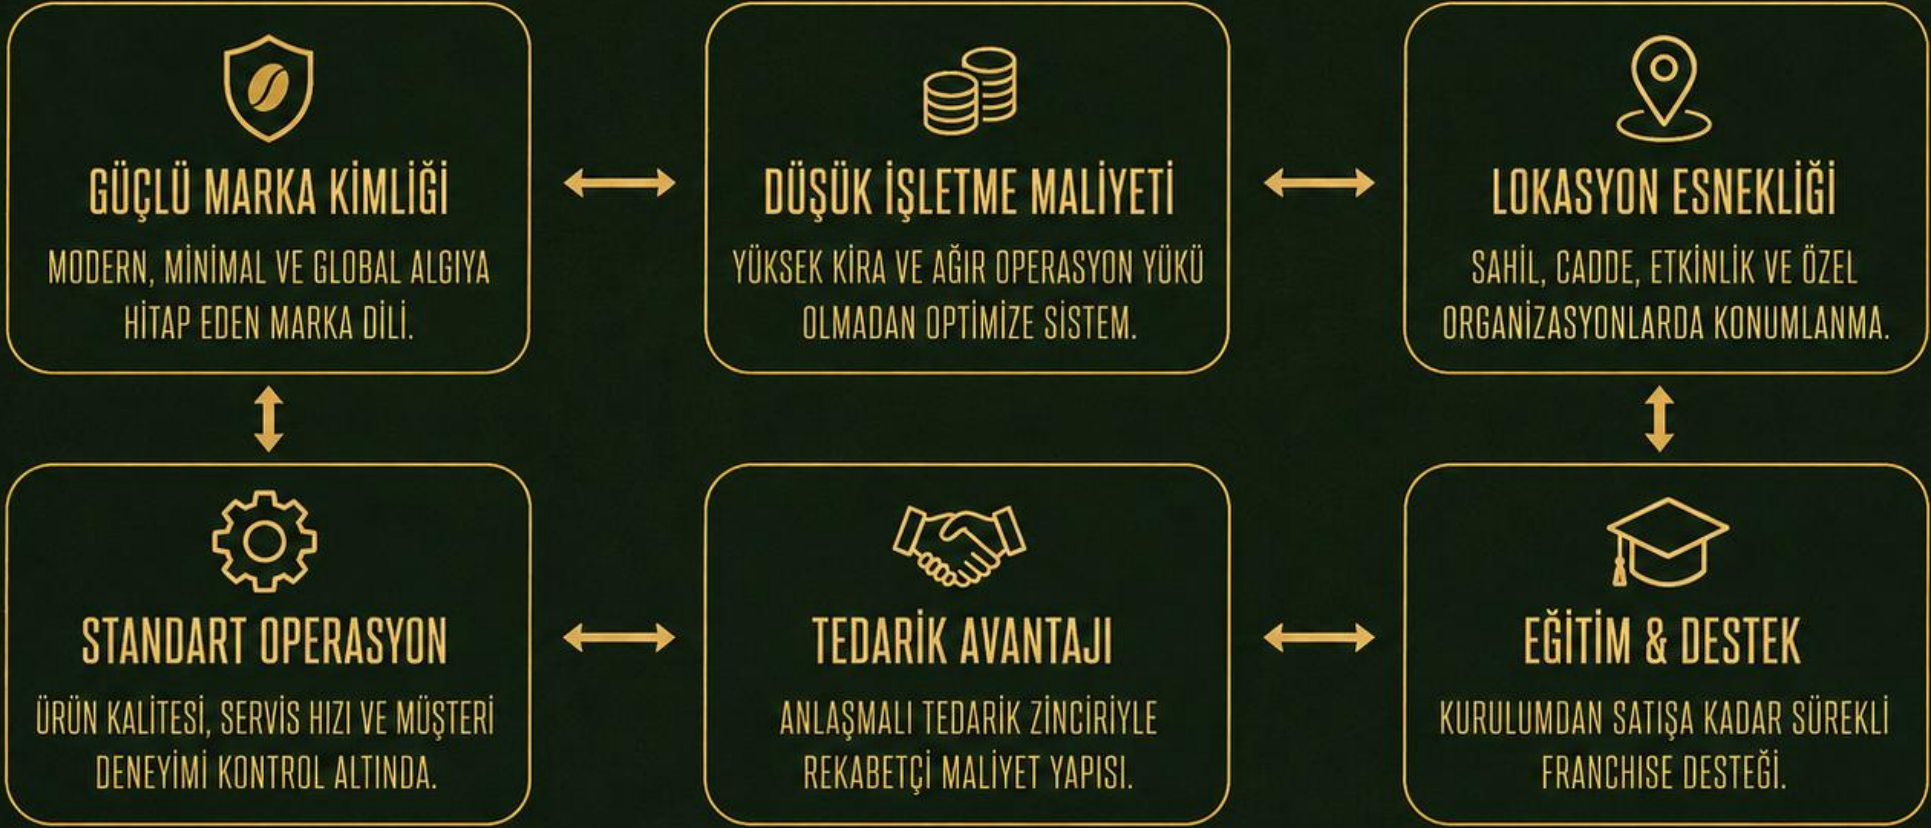 GÜÇLÜ MARKA KİMLİĞİ
MODERN, MİNİMAL VE GLOBAL ALGIYA
HİTAP EDEN MARKA DİLİ.
DÜŞÜK İŞLETME MALİYETİ
YÜKSEK KİRA VE AĞIR OPERASYON YÜKÜ
OLMADAN OPTİMİZE SİSTEM.
LOKASYON ESNEKLİĞİ
SAHİL, CADDE, ETKİNLİK VE ÖZEL
ORGANİZASYONLARDA KONUMLANMA.
STANDART OPERASYON
ÜRÜN KALİTESİ, SERVİS HIZI VE MÜŞTERİ
DENEYİMİ KONTROL ALTINDA.
TEDARİK AVANTAJI
ANLAŞMALI TEDARİK ZİNCİRİYLE
REKABETÇİ MALİYET YAPISI.
EĞİTİM & DESTEK
KURULUMDAN SATIŞA KADAR SÜREKLİ
FRANCHISE DESTEĞİ.